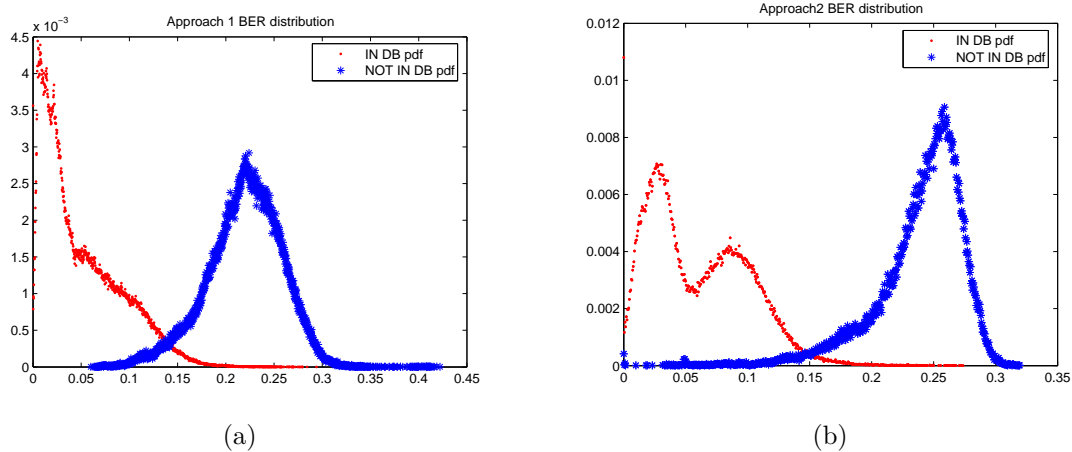 Approach 1 BER distribution
x 10⁻³
4.5
4
3.5
3
2.5
2
1.5
1
0.5
0
0 0.05 0.1 0.15 0.2 0.25 0.3 0.35 0.4 0.45
IN DB pdf
NOT IN DB pdf
(a)
Approach2 BER distribution
0.012
0.01
0.008
0.006
0.004
0.002
0
0 0.05 0.1 0.15 0.2 0.25 0.3 0.35
IN DB pdf
NOT IN DB pdf
(b)